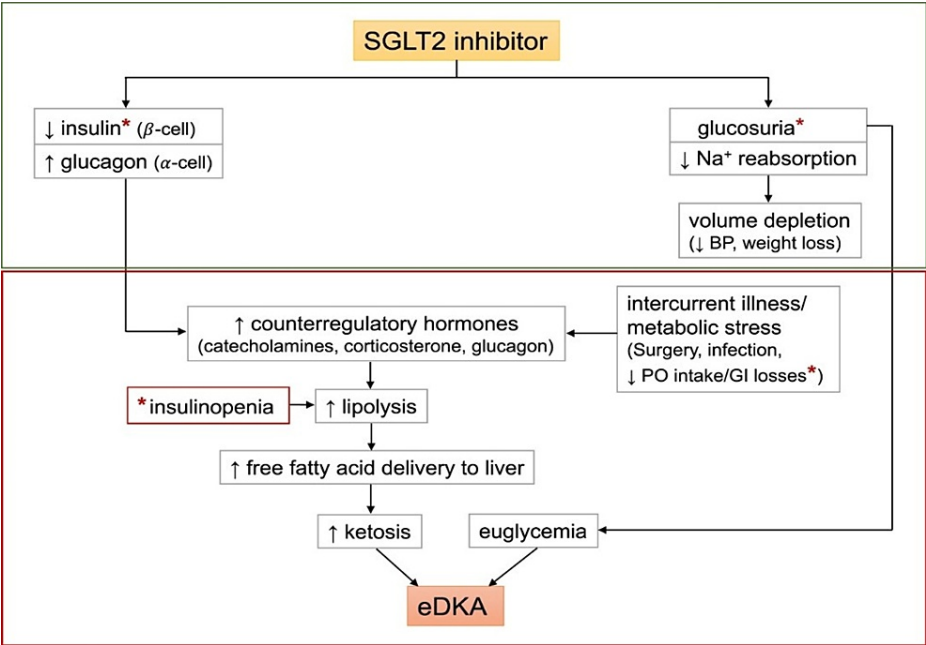 SGLT2 inhibitor
↓ insulin* (β-cell)
↑ glucagon (α-cell)
glucosuria*
↓ Na⁺ reabsorption
volume depletion
(↓ BP, weight loss)
↑ counterregulatory hormones
(catecholamines, corticosterone, glucagon)
intercurrent illness/
metabolic stress
(Surgery, infection,
↓ PO intake/GI losses*)
*insulinopenia
↑ lipolysis
↑ free fatty acid delivery to liver
↑ ketosis
euglycemia
eDKA